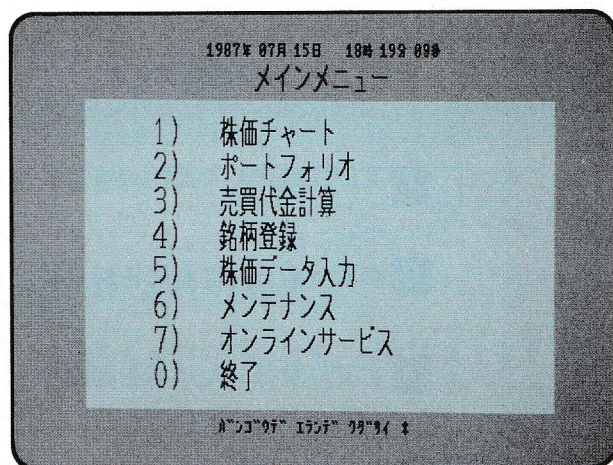 1987年 07月 15日 18時 19分 09秒
メインメニュー
1) 株価チャート
2) ポートフォリオ
3) 売買代金計算
4) 銘柄登録
5) 株価データ入力
6) メンテナンス
7) オンラインサービス
0) 終了
バンゴウデ エランデ クダサイ